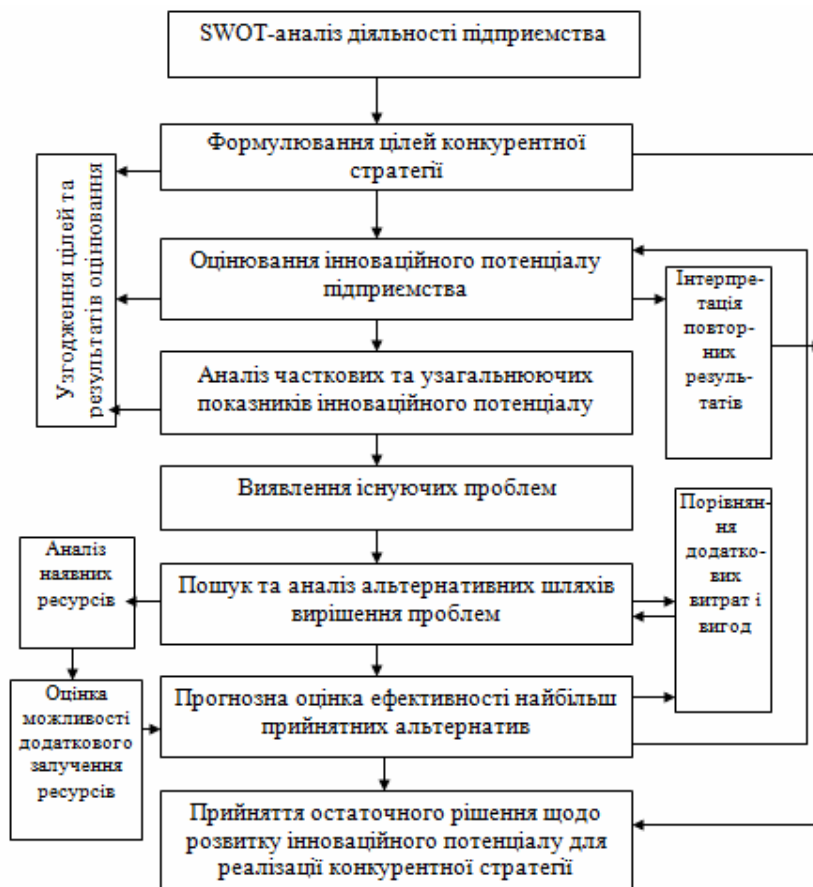 SWOT-аналіз діяльності підприємства
Формулювання цілей конкурентної
стратегії
Узгодження цілей та
результатів оцінювання
Оцінювання інноваційного потенціалу
підприємства
Інтерпре-
тація
повтор-
них
резуль-
татів
Аналіз часткових та узагальнюючих
показників інноваційного потенціалу
Виявлення існуючих проблем
Порівнян-
ня
додатко-
вих
витрат і
вигод
Аналіз
наявних
ресурсів
Пошук та аналіз альтернативних шляхів
вирішення проблем
Оцінка
можливості
додаткового
залучення
ресурсів
Прогнозна оцінка ефективності найбільш
прийнятних альтернатив
Прийняття остаточного рішення щодо
розвитку інноваційного потенціалу для
реалізації конкурентної стратегії